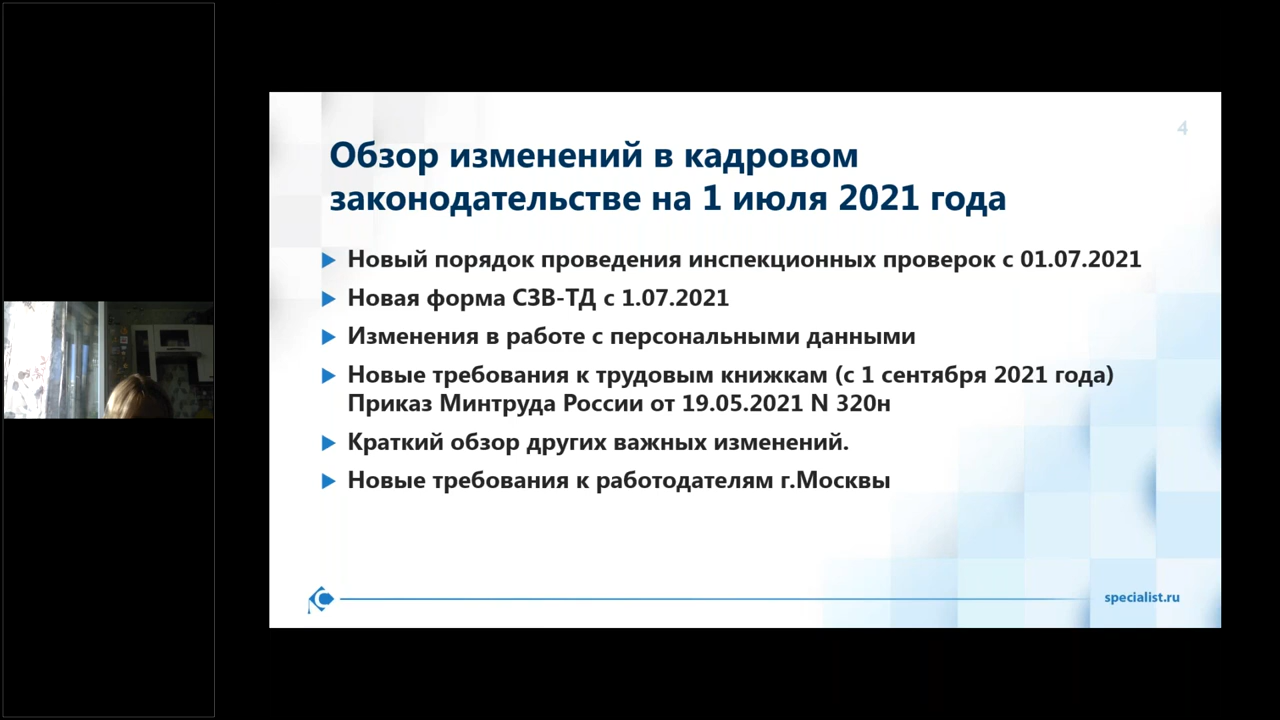 4
Обзор изменений в кадровом
законодательстве на 1 июля 2021 года
Новый порядок проведения инспекционных проверок с 01.07.2021
Новая форма СЗВ-ТД с 1.07.2021
Изменения в работе с персональными данными
Новые требования к трудовым книжкам (с 1 сентября 2021 года)
Приказ Минтруда России от 19.05.2021 N 320н
Краткий обзор других важных изменений.
Новые требования к работодателям г.Москвы
specialist.ru